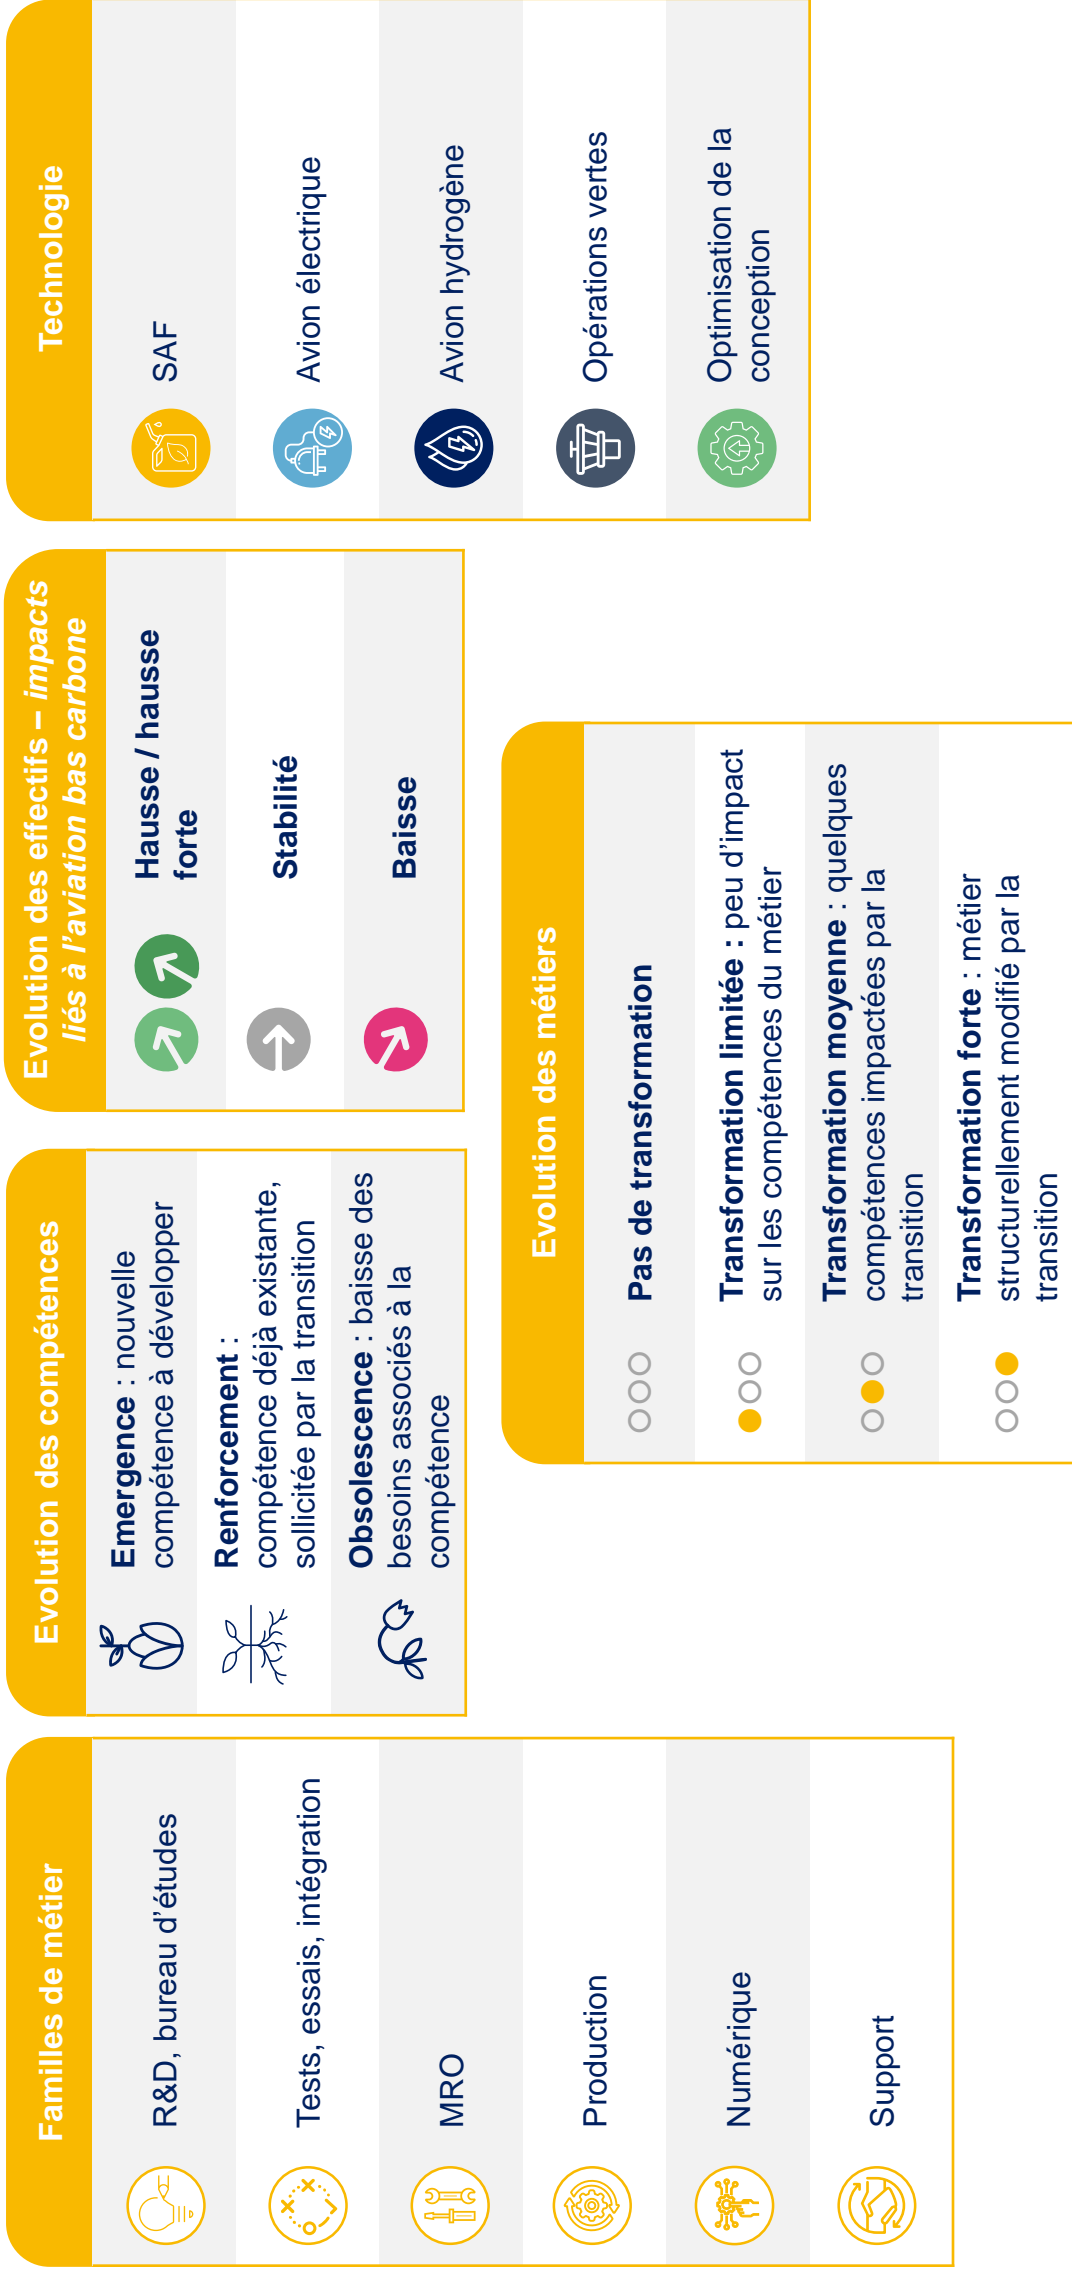 Familles de métier
R&D, bureau d'études
Tests, essais, intégration
MRO
Production
Numérique
Support
Evolution des compétences
Emergence : nouvelle
compétence à développer
Renforcement :
compétence déjà existante,
sollicitée par la transition
Obsolescence : baisse des
besoins associés à la
compétence
Evolution des effectifs – impacts
liés à l'aviation bas carbone
Hausse / hausse
forte
Stabilité
Baisse
Evolution des métiers
Pas de transformation
Transformation limitée : peu d'impact
sur les compétences du métier
Transformation moyenne : quelques
compétences impactées par la
transition
Transformation forte : métier
structurellement modifié par la
transition
Technologie
SAF
Avion électrique
Avion hydrogène
Opérations vertes
Optimisation de la
conception